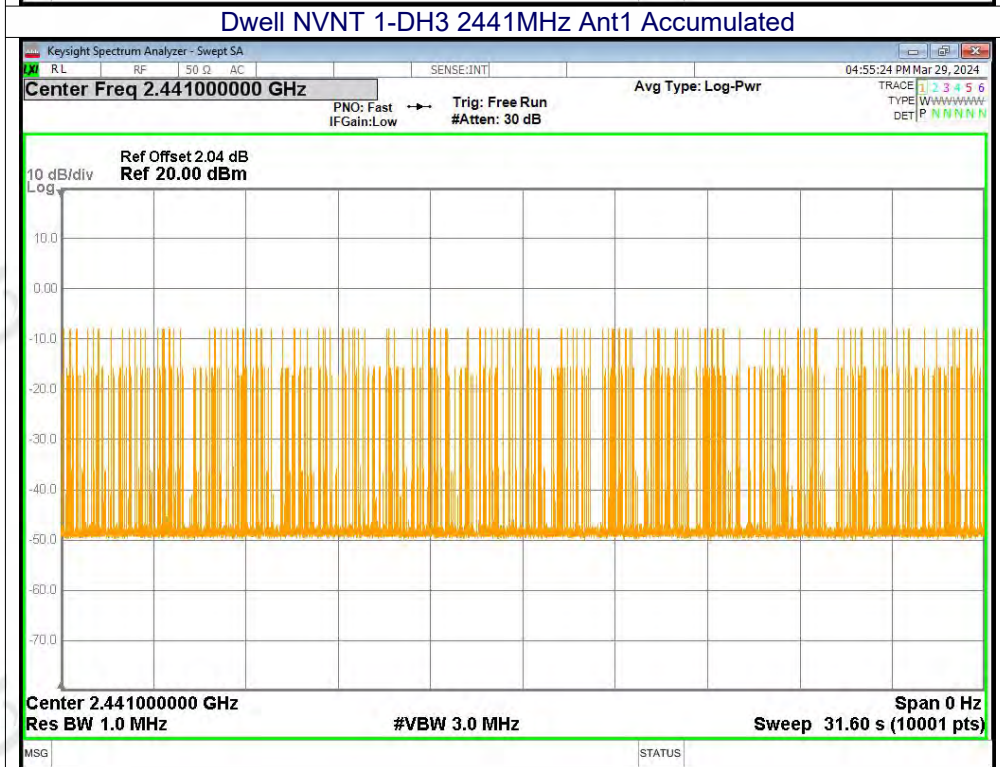 Dwell NVNT 1-DH3 2441MHz Ant1 Accumulated
Keysight Spectrum Analyzer - Swept SA
LXI RL RF 50 Ω AC SENSE:INT 04:55:24 PM Mar 29, 2024
Center Freq 2.441000000 GHz Avg Type: Log-Pwr TRACE 1 2 3 4 5 6
PNO: Fast Trig: Free Run TYPE WWWWWW
IFGain:Low #Atten: 30 dB DET P N N N N N
Ref Offset 2.04 dB
10 dB/div Ref 20.00 dBm
Log
10.0
0.00
-10.0
-20.0
-30.0
-40.0
-50.0
-60.0
-70.0
Center 2.441000000 GHz Span 0 Hz
Res BW 1.0 MHz #VBW 3.0 MHz Sweep 31.60 s (10001 pts)
MSG STATUS